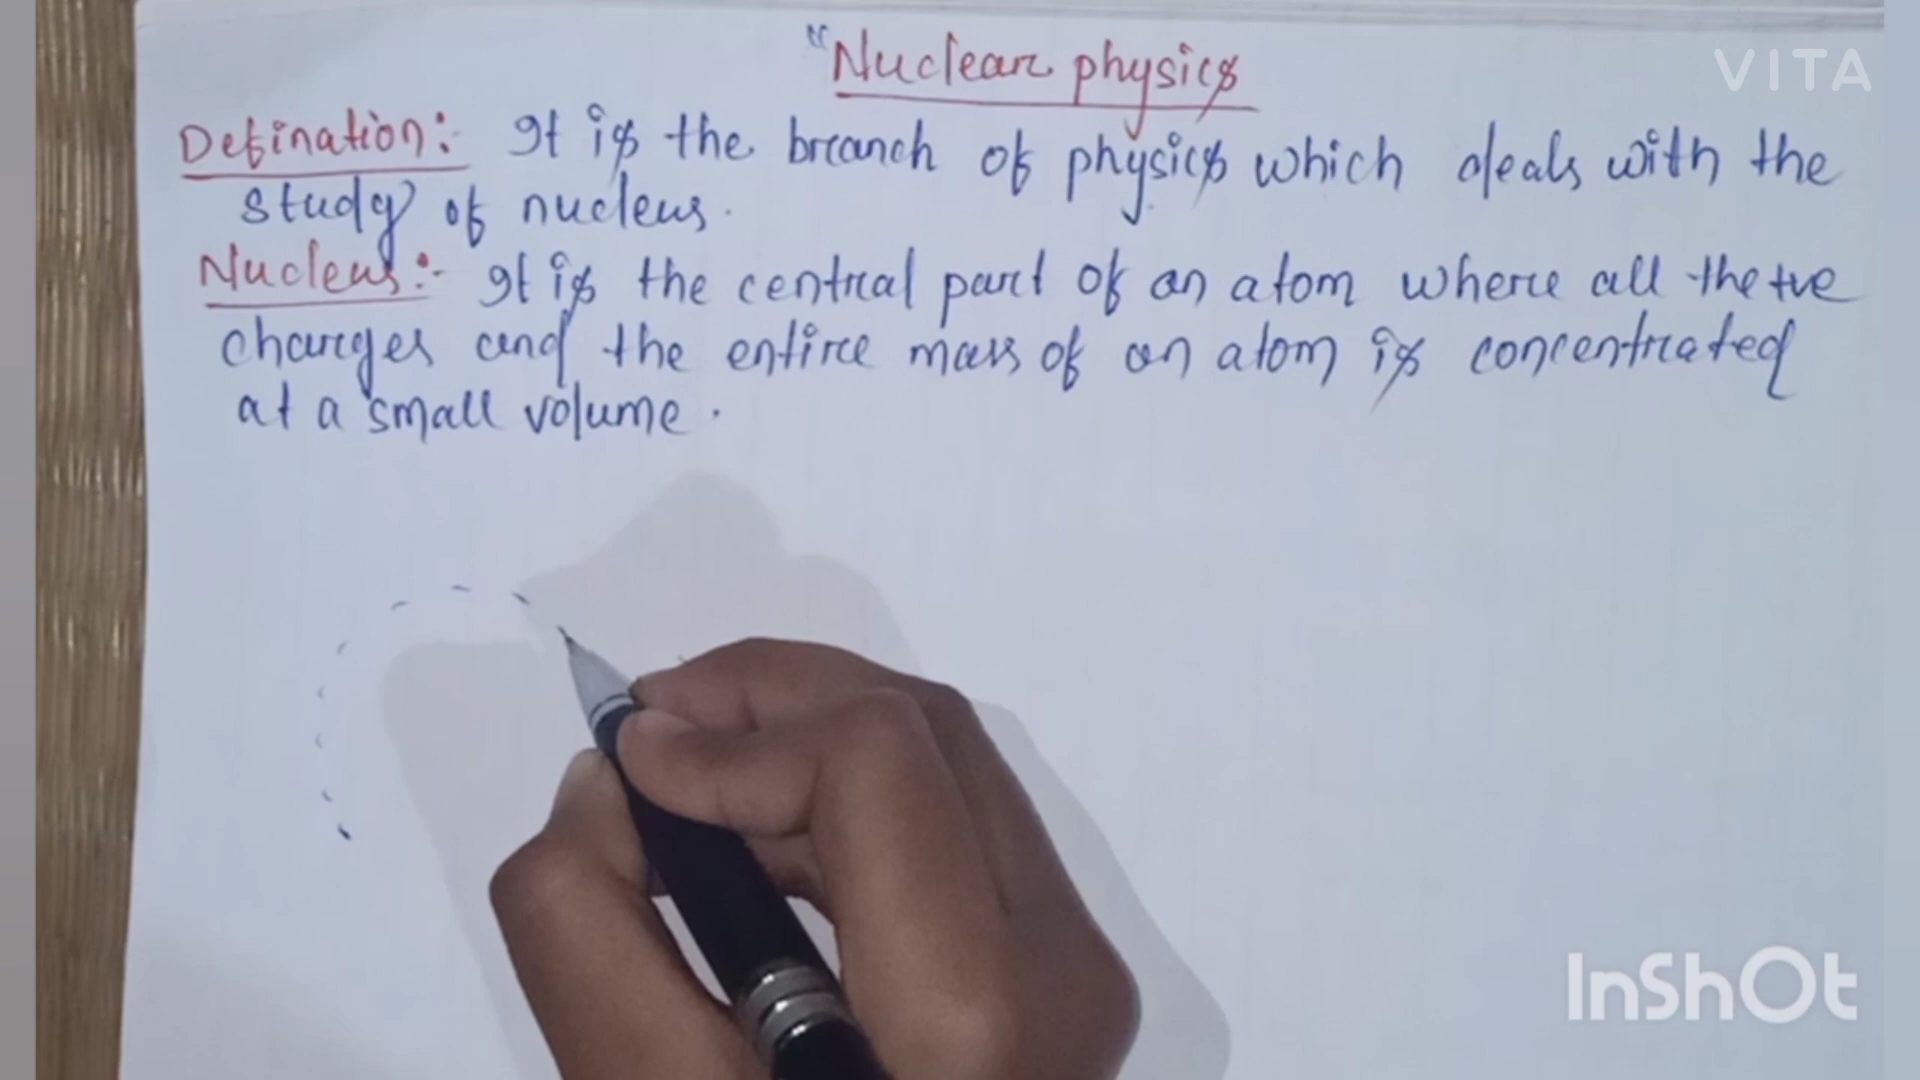 "Nuclear physics
VITA
Defination:- It is the branch of physics which deals with the
study of nucleus.
Nucleus:- It is the central part of an atom where all the +ve
charges and the entire mass of an atom is concentrated
at a small volume.
InShOt